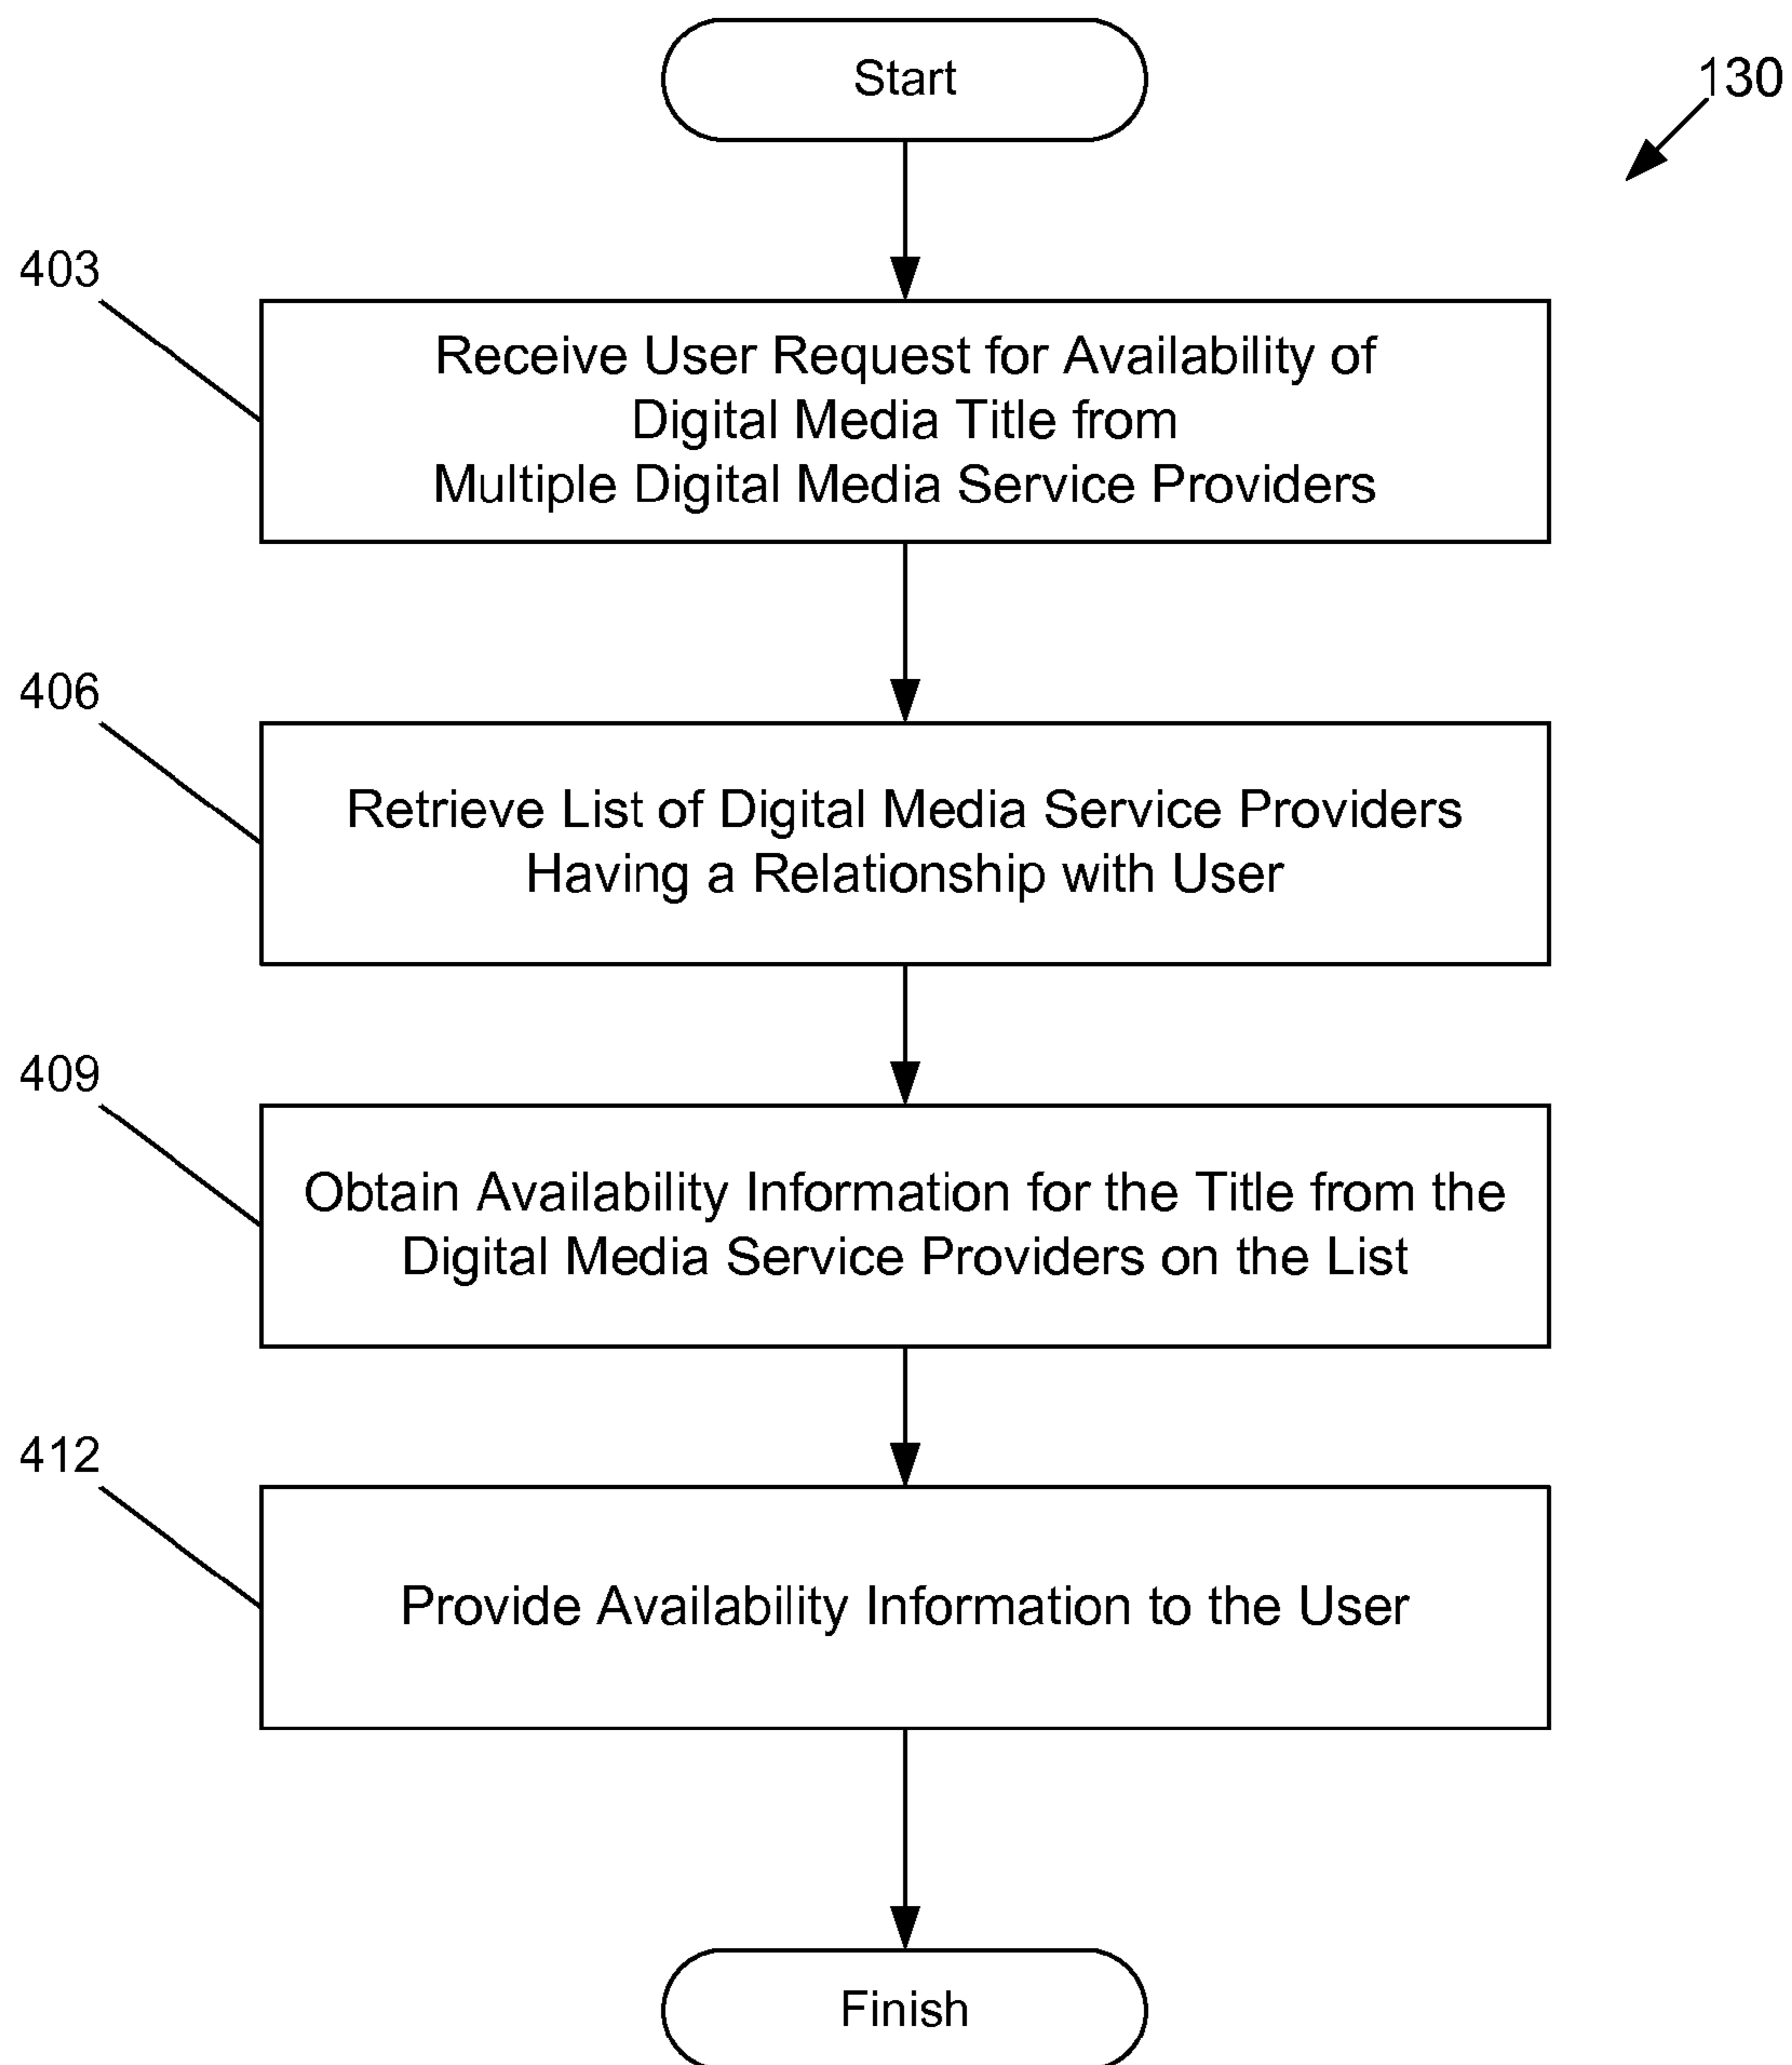 Start
130
403
Receive User Request for Availability of
Digital Media Title from
Multiple Digital Media Service Providers
406
Retrieve List of Digital Media Service Providers
Having a Relationship with User
409
Obtain Availability Information for the Title from the
Digital Media Service Providers on the List
412
Provide Availability Information to the User
Finish